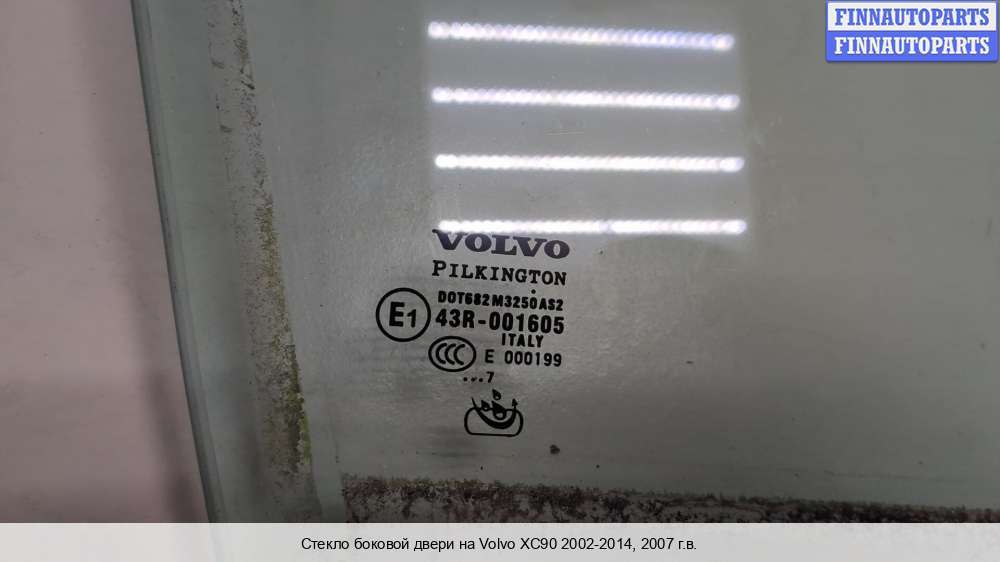 FINNAUTOPARTS
FINNAUTOPARTS
VOLVO
PILKINGTON
DOT682 M3250 AS2
E1 43R-001605
ITALY
CCC E 000199
...7
Стекло боковой двери на Volvo XC90 2002-2014, 2007 г.в.